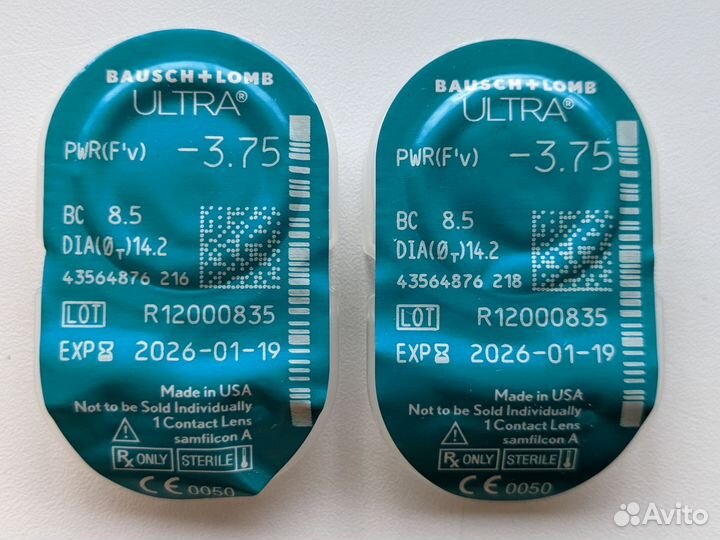 BAUSCH+LOMB
ULTRA®
PWR(F'v) -3.75
BC 8.5
DIA(Ø_T)14.2
43564876 216
LOT R12000835
EXP 2026-01-19
Made in USA
Not to be Sold Individually
1 Contact Lens
samfilcon A
Rx ONLY STERILE
CE 0050
BAUSCH+LOMB
ULTRA®
PWR(F'v) -3.75
BC 8.5
DIA(Ø_T)14.2
43564876 218
LOT R12000835
EXP 2026-01-19
Made in USA
Not to be Sold Individually
1 Contact Lens
samfilcon A
Rx ONLY STERILE
CE 0050
Avito